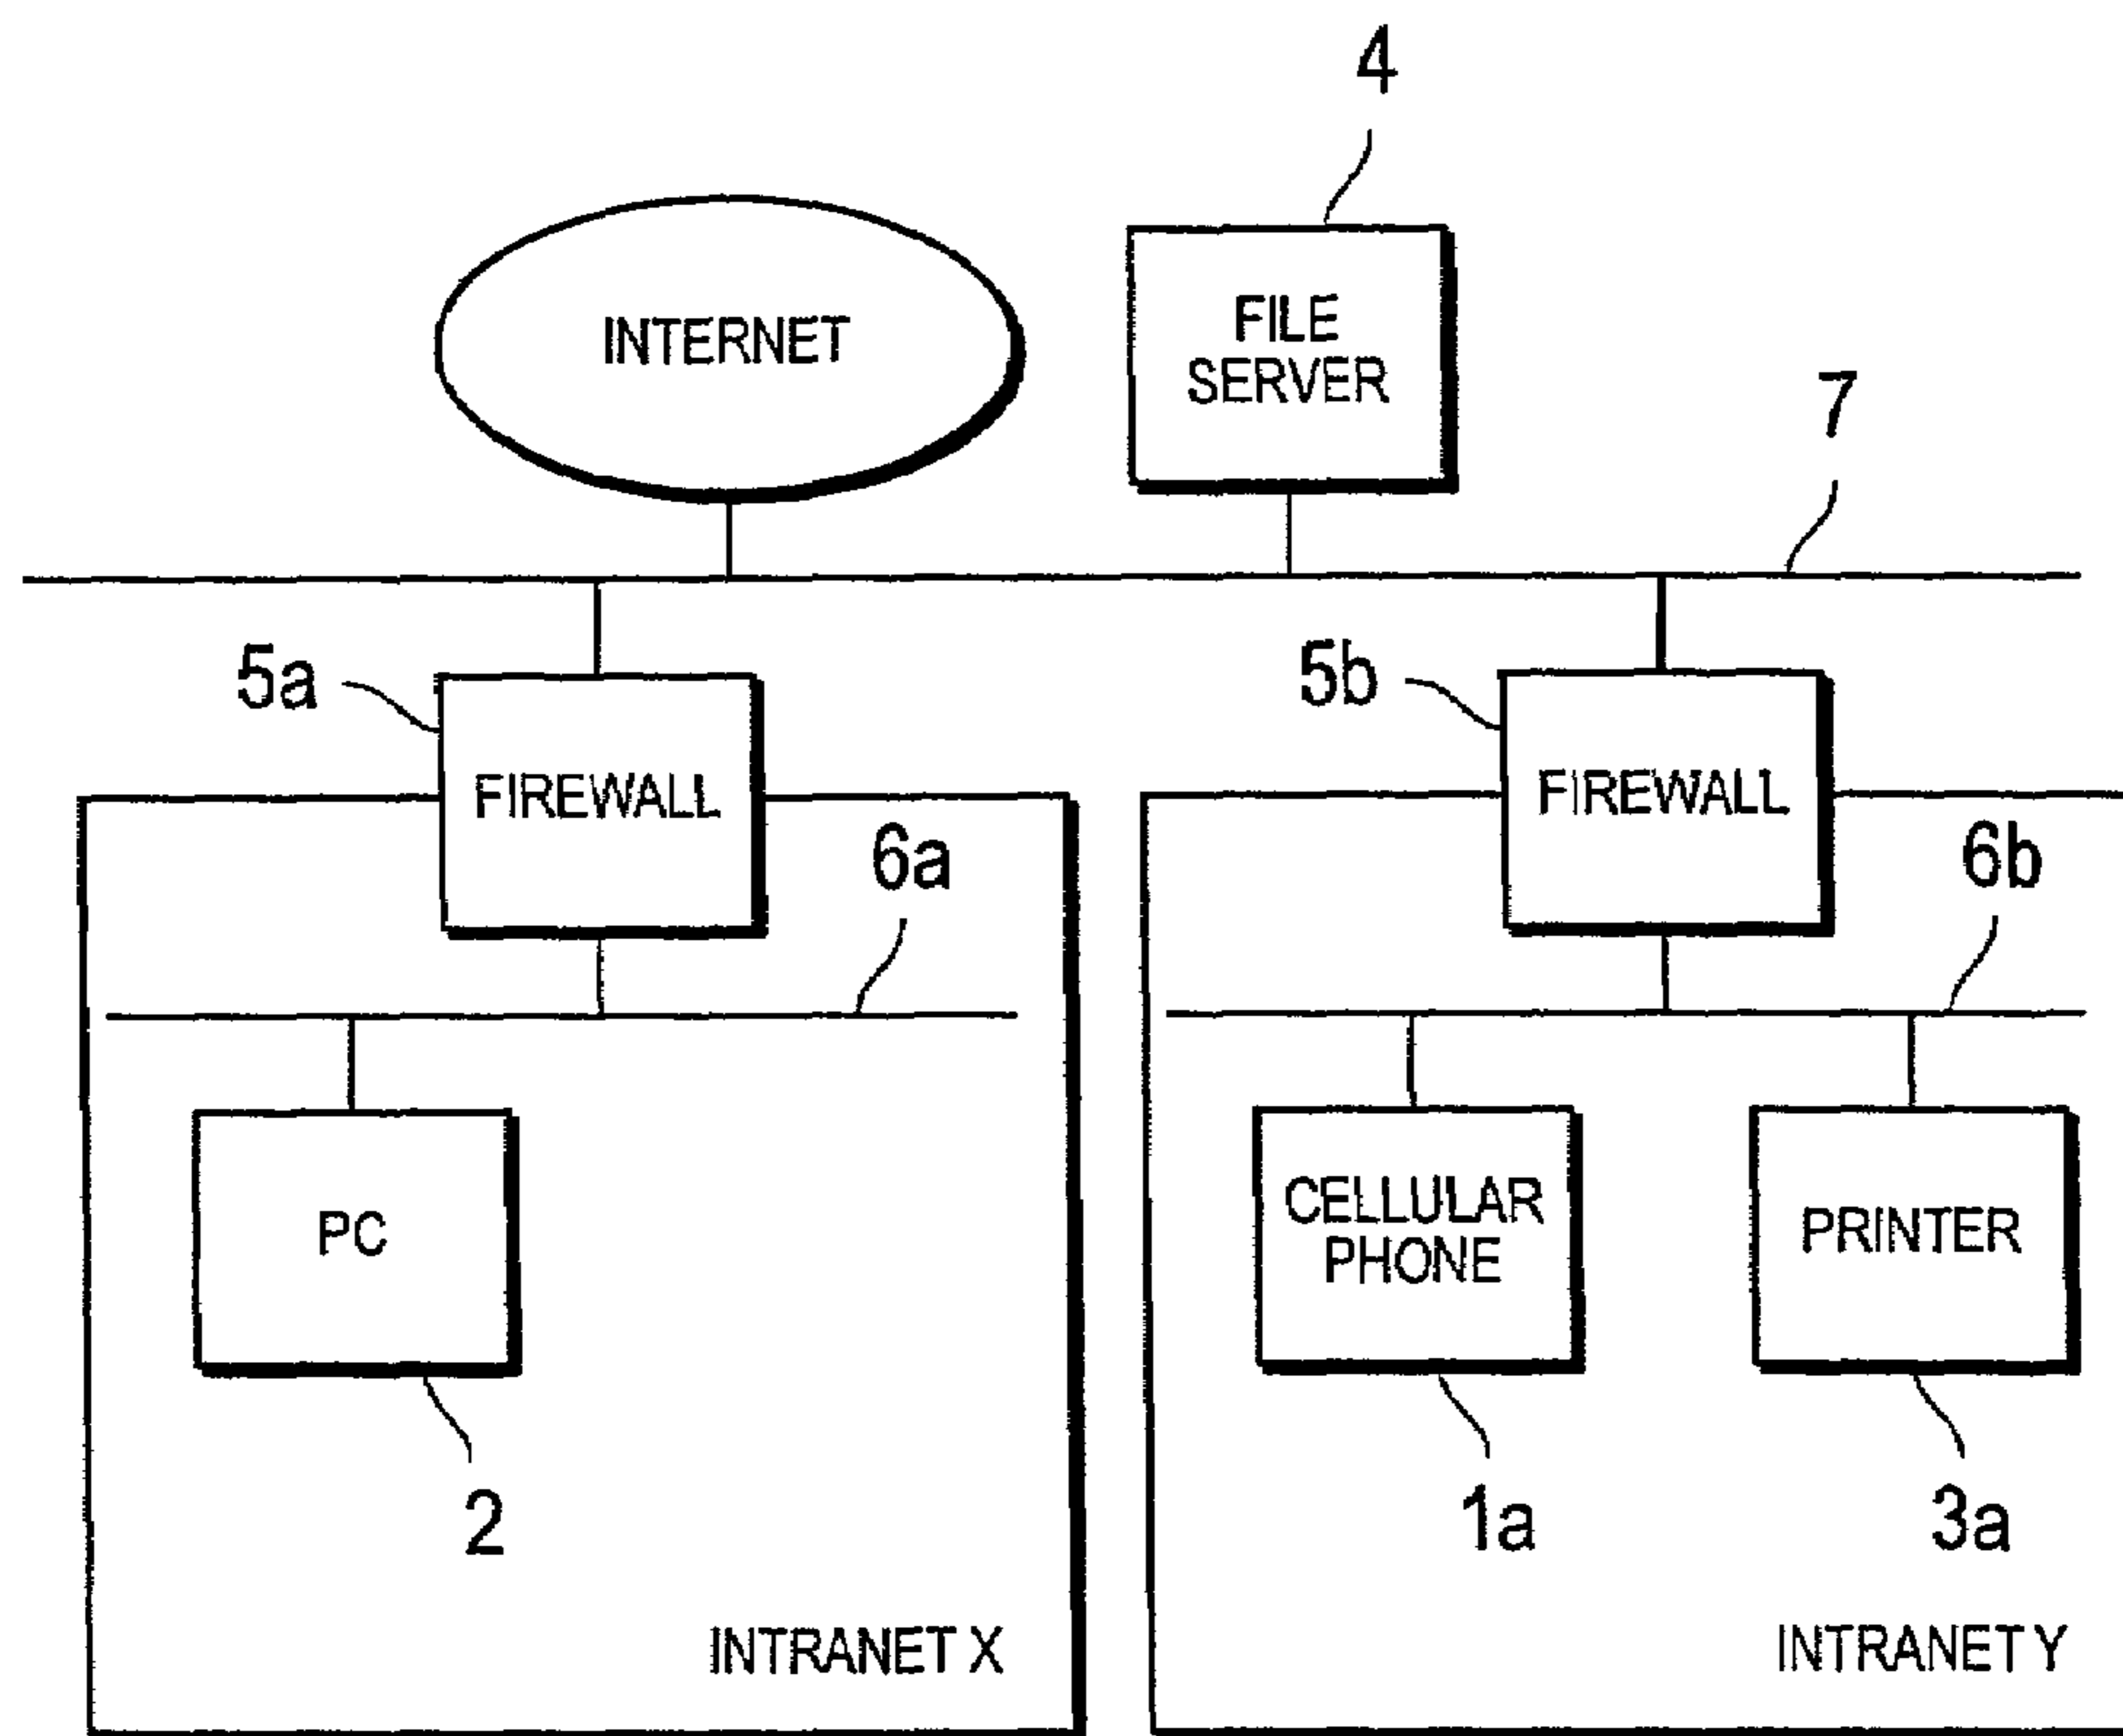 4
INTERNET
FILE
SERVER
7
5a
5b
FIREWALL
FIREWALL
6a
6b
PC
CELLULAR
PHONE
PRINTER
2
1a
3a
INTRANET X
INTRANET Y